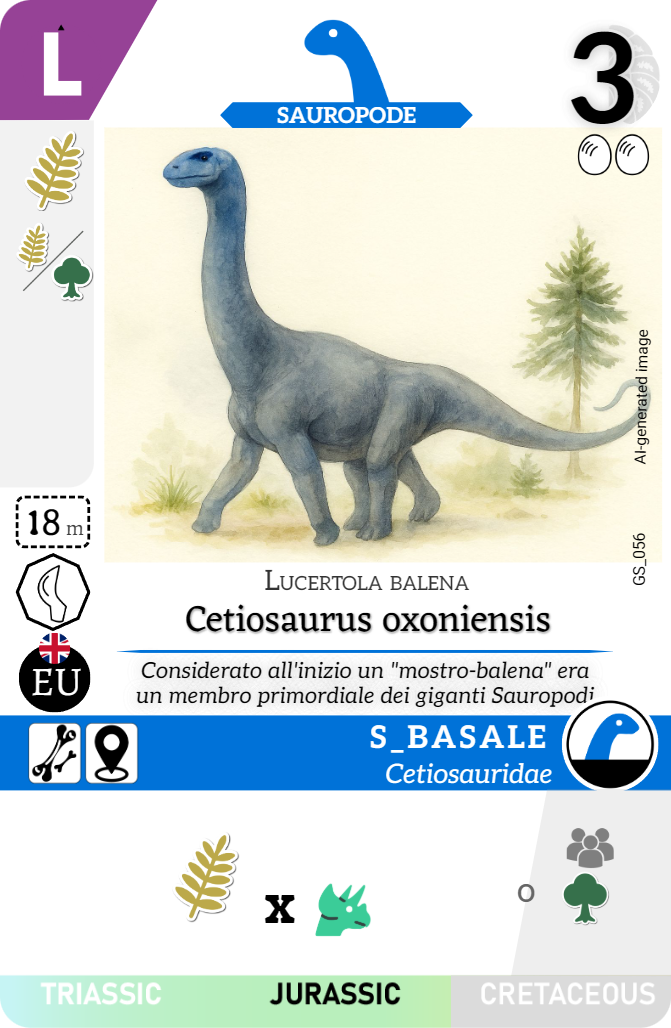 L
SAUROPODE
3
AI-generated image
GS_056
18 m
EU
Lucertola balena
Cetiosaurus oxoniensis
Considerato all'inizio un "mostro-balena" era
un membro primordiale dei giganti Sauropodi
S_BASALE
Cetiosauridae
x
o
TRIASSIC JURASSIC CRETACEOUS